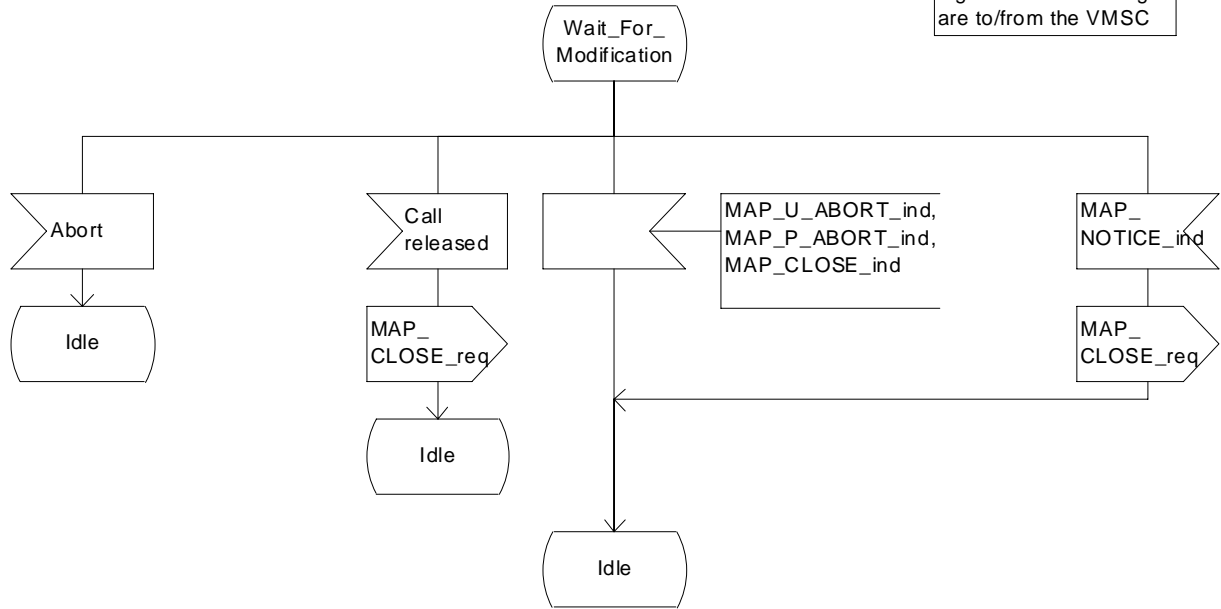 are to/from the VMSC
Wait_For_
Modification
Abort
Call
released
MAP_U_ABORT_ind,
MAP_P_ABORT_ind,
MAP_CLOSE_ind
MAP_
NOTICE_ind
Idle
MAP_
CLOSE_req
MAP_
CLOSE_req
Idle
Idle